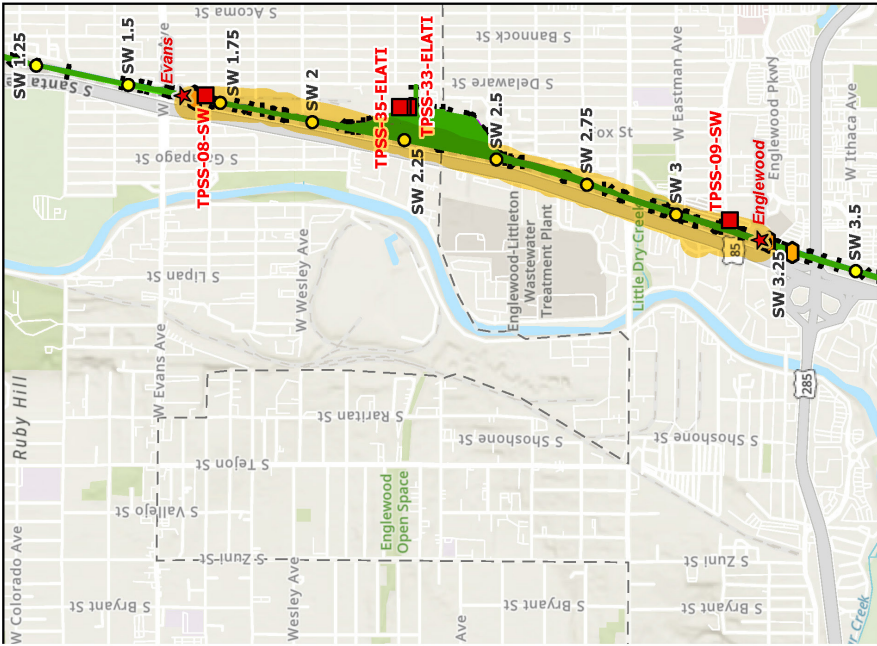 S Acoma St
W Evans Ave
S Bannock St
W Eastman Ave
Englewood Pkwy
W Ithaca Ave
SW 1.25
S Santa
SW 1.5
Evans
SW 1.75
TPSS-08-SW
SW 2
TPSS-35-ELATI
TPSS-33-ELATI
S Delaware St
SW 2.25
SW 2.5
ox St
SW 2.75
SW 3
TPSS-09-SW
Englewood
85
SW 3.25
SW 3.5
S Galapago St
S Lipan St
W Wesley Ave
Englewood-Littleton
Wastewater
Treatment Plant
Little Dry Creek
W Evans Ave
285
Ruby Hill
S Raritan St
S Shoshone St
S Shoshone St
S Tejon St
S Vallejo St
Englewood
Open Space
S Zuni St
S Zuni St
W Colorado Ave
S Bryant St
Wesley Ave
S Bryant St
Ave
S Bryant St
r Creek